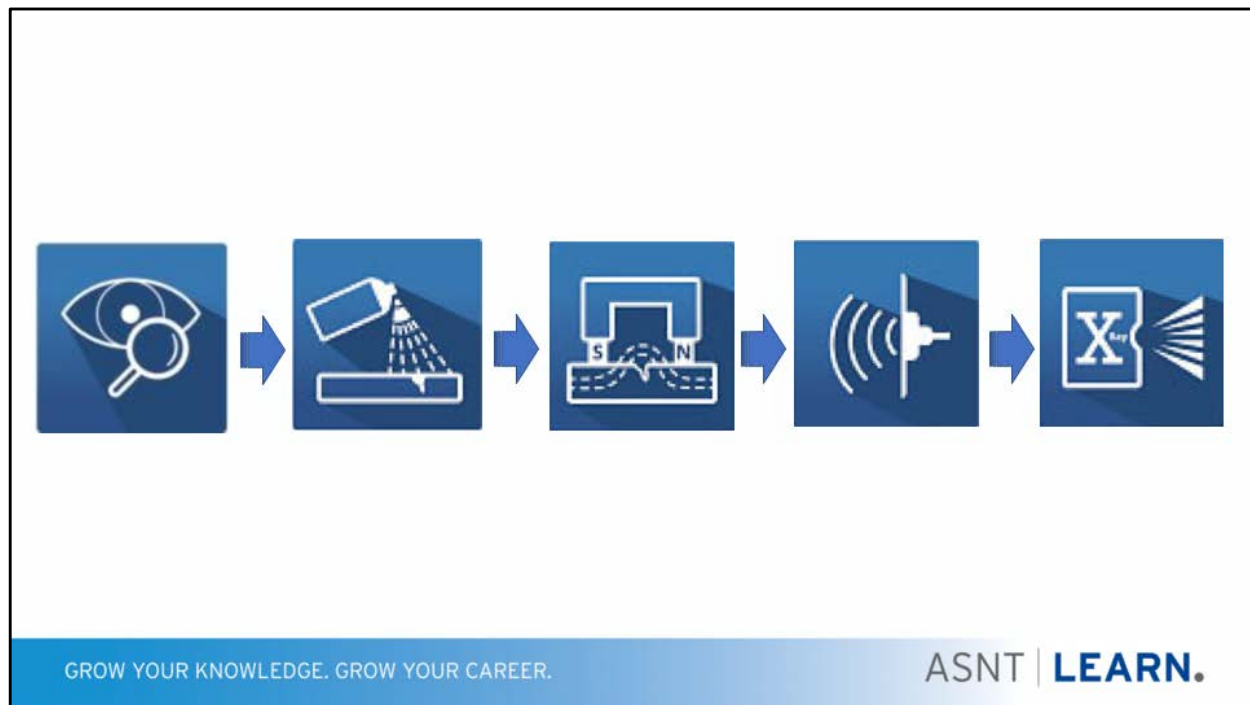 S N
X Ray
GROW YOUR KNOWLEDGE. GROW YOUR CAREER.
ASNT | LEARN.